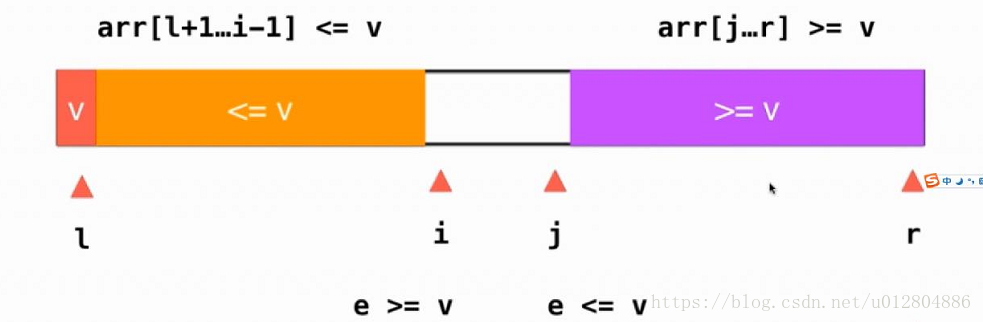 arr[l+1…i-1] <= v
arr[j…r] >= v
v
<= v
>= v
中
l
i
j
r
e >= v
e <= v
https://blog.csdn.net/u012804886